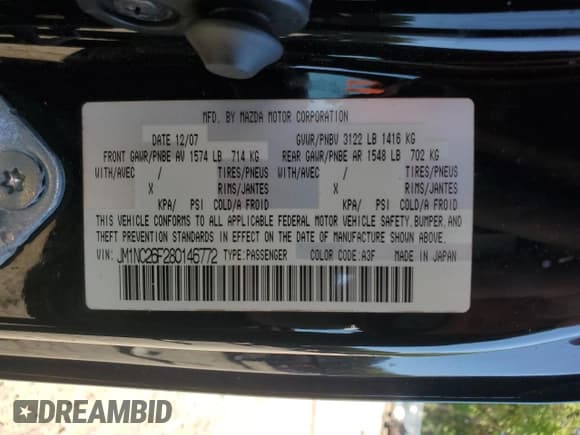 MFD. BY MAZDA MOTOR CORPORATION
DATE 12/07 GVWR/PNBV 3122 LB 1416 KG
FRONT GAWR/PNBE AV 1574 LB 714 KG REAR GAWR/PNBE AR 1548 LB 702 KG
WITH/AVEC / TIRES/PNEUS WITH/AVEC / TIRES/PNEUS
X RIMS/JANTES X RIMS/JANTES
KPA/ PSI COLD/A FROID KPA/ PSI COLD/A FROID
THIS VEHICLE CONFORMS TO ALL APPLICABLE FEDERAL MOTOR VEHICLE SAFETY, BUMPER, AND
THEFT PREVENTION STANDARDS IN EFFECT ON THE DATE OF MANUFACTURE SHOWN ABOVE.
VIN: JM1NC26F280146772 TYPE:PASSENGER COLOR CODE:A3F MADE IN JAPAN
DREAMBID